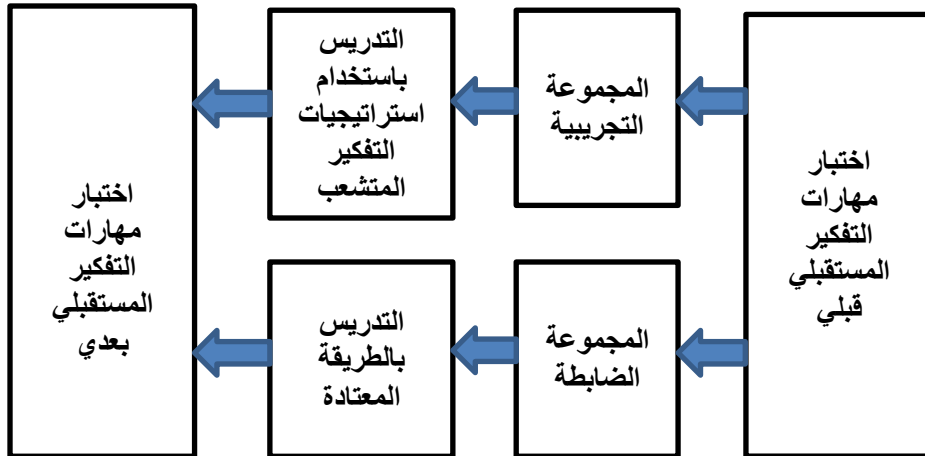 اختبار
مهارات
التفكير
المستقبلي
قبلي
المجموعة
التجريبية
التدريس
باستخدام
استراتيجيات
التفكير
المتشعب
المجموعة
الضابطة
التدريس
بالطريقة
المعتادة
اختبار
مهارات
التفكير
المستقبلي
بعدي